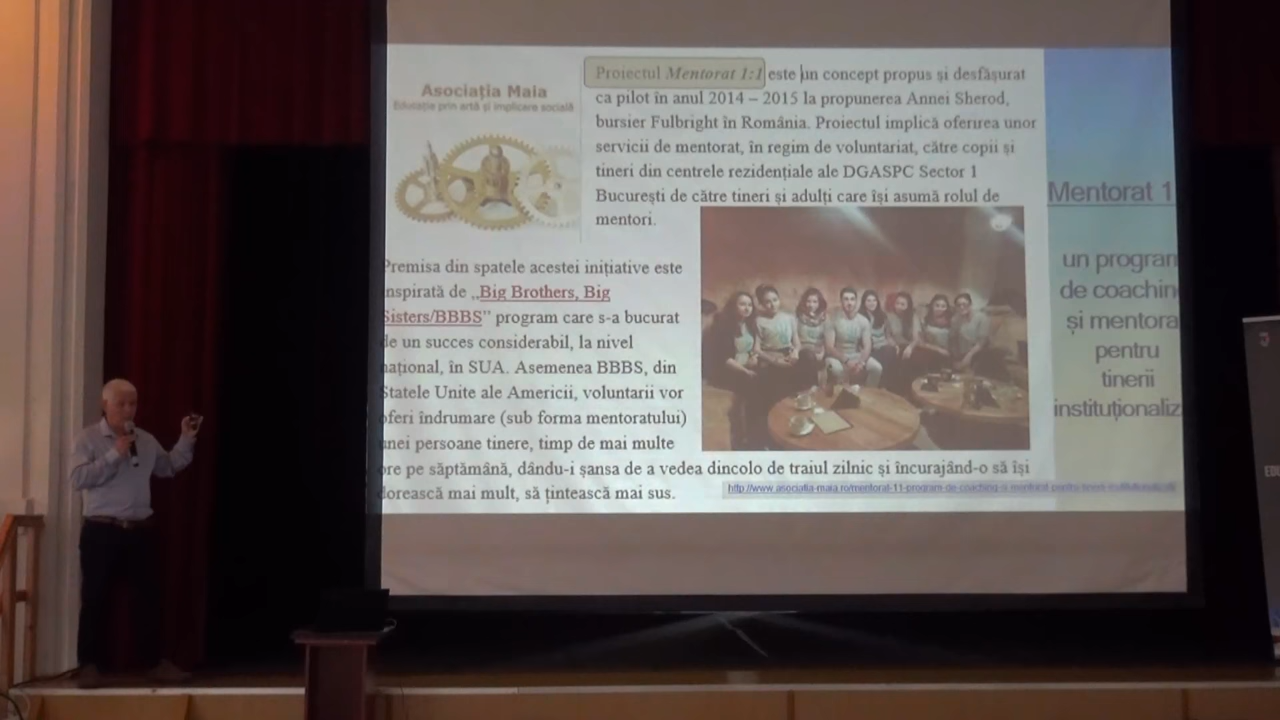 Asociația Maia
Educație prin artă și implicare socială
Proiectul Mentorat 1:1 este un concept propus și desfășurat
ca pilot în anul 2014 – 2015 la propunerea Annei Sherod,
bursier Fulbright în România. Proiectul implică oferirea unor
servicii de mentorat, în regim de voluntariat, către copii și
tineri din centrele rezidențiale ale DGASPC Sector 1
București de către tineri și adulți care își asumă rolul de
mentori.
Premisa din spatele acestei inițiative este
inspirată de „Big Brothers, Big
Sisters/BBBS” program care s-a bucurat
de un succes considerabil, la nivel
național, în SUA. Asemenea BBBS, din
Statele Unite ale Americii, voluntarii vor
oferi îndrumare (sub forma mentoratului)
unei persoane tinere, timp de mai multe
ore pe săptămână, dându-i șansa de a vedea dincolo de traiul zilnic și încurajând-o să își
dorească mai mult, să țintească mai sus.
Mentorat 1
un program
de coachin
și mentora
pentru
tinerii
instituționaliz
EDU